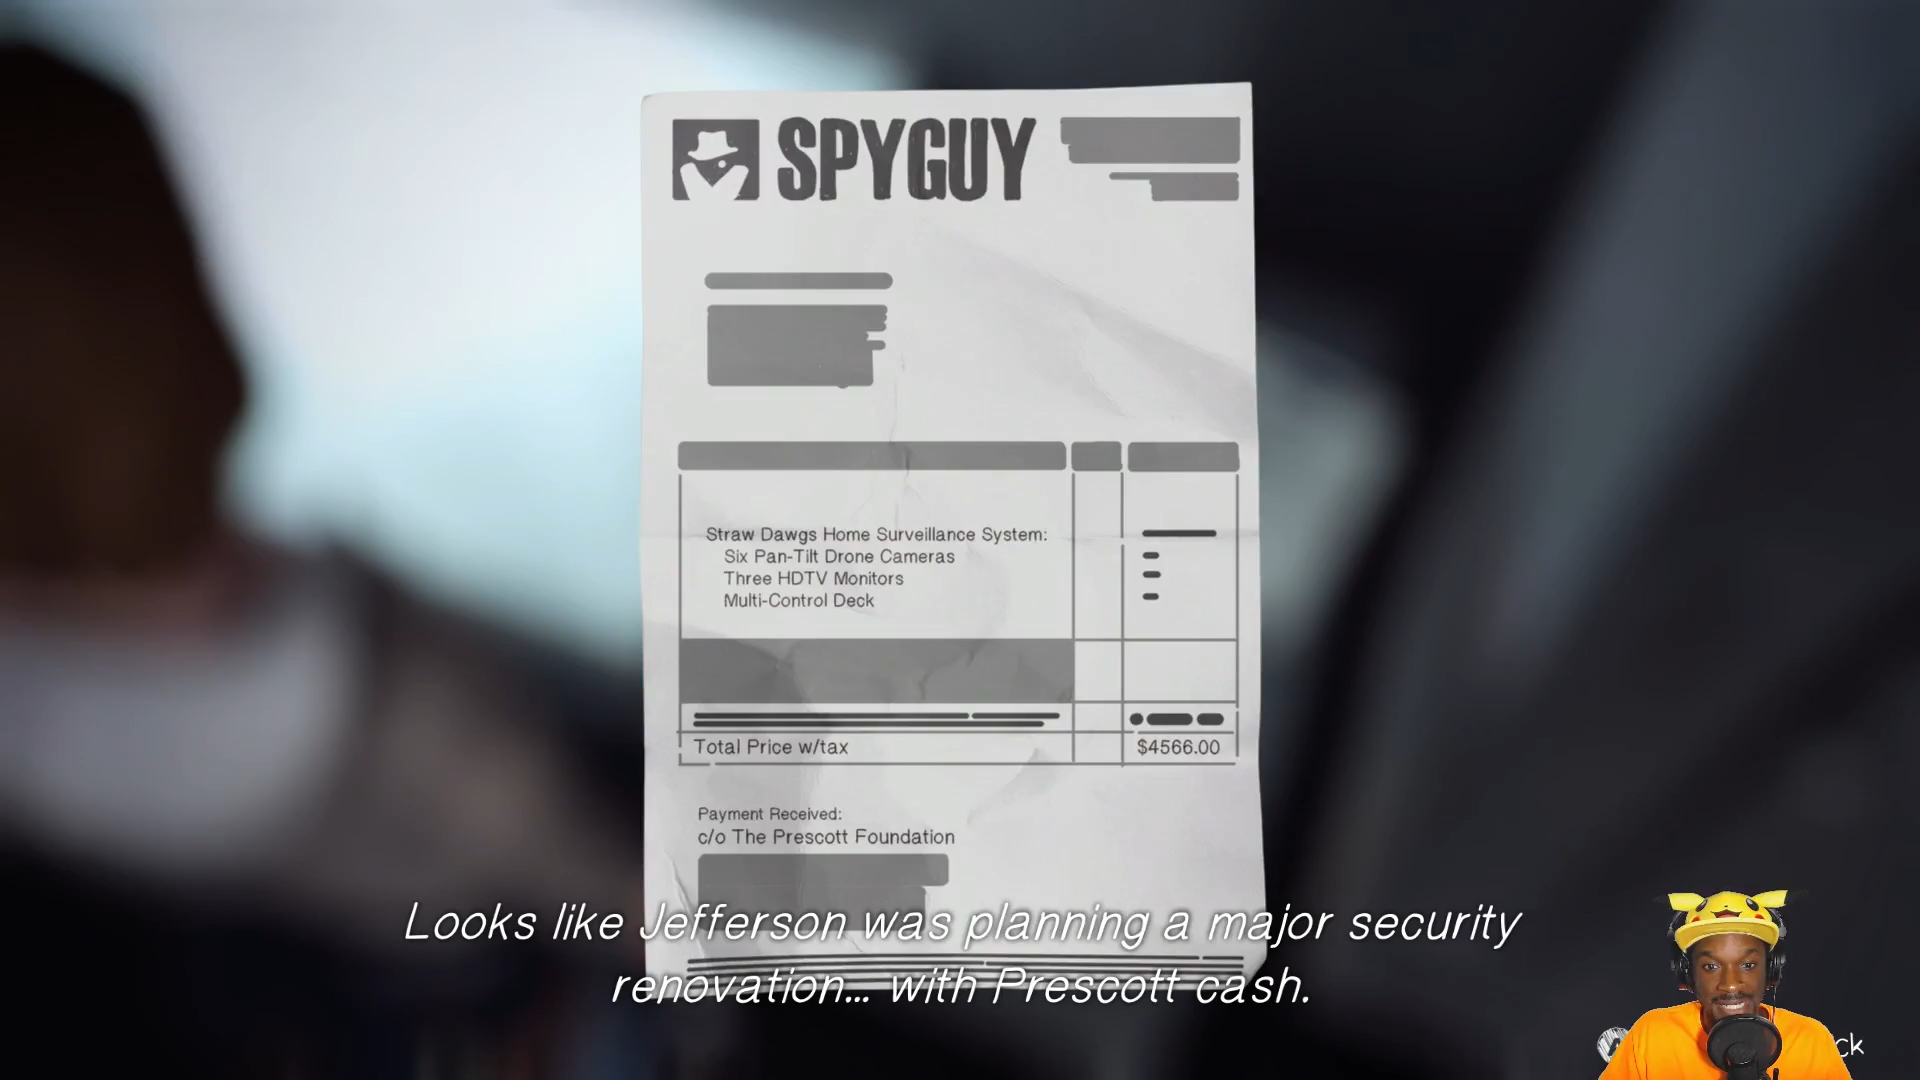 SPYGUY
Straw Dawgs Home Surveillance System:
Six Pan-Tilt Drone Cameras
Three HDTV Monitors
Multi-Control Deck
Total Price w/tax $4566.00
Payment Received:
c/o The Prescott Foundation
Looks like Jefferson was planning a major security
renovation... with Prescott cash.
ck